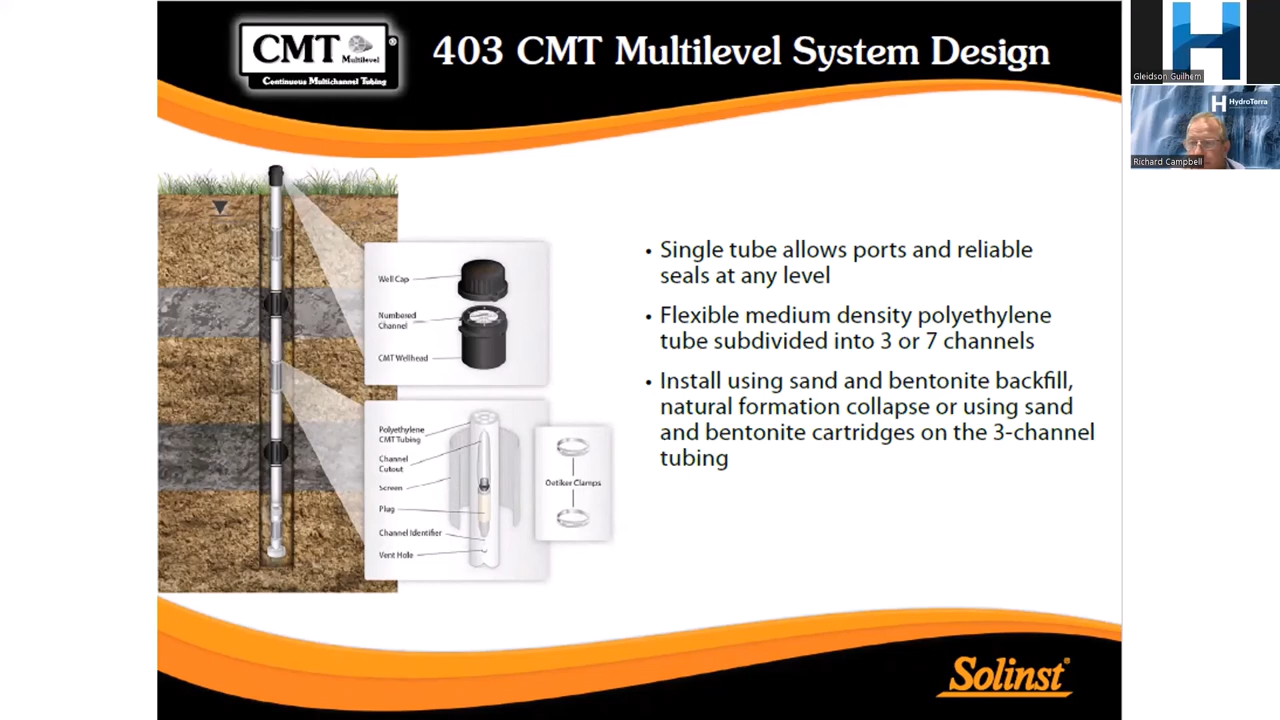 CMT
Multilevel
®
Continuous Multichannel Tubing
403 CMT Multilevel System Design
Gleidson Guilhem
H HydroTerra
Richard Campbell
Well Cap
Numbered
Channel
CMT Wellhead
Polyethylene
CMT Tubing
Channel
Cutout
Screen
Plug
Channel Identifier
Vent Hole
Oetiker Clamps
• Single tube allows ports and reliable
seals at any level
• Flexible medium density polyethylene
tube subdivided into 3 or 7 channels
• Install using sand and bentonite backfill,
natural formation collapse or using sand
and bentonite cartridges on the 3-channel
tubing
Solinst®